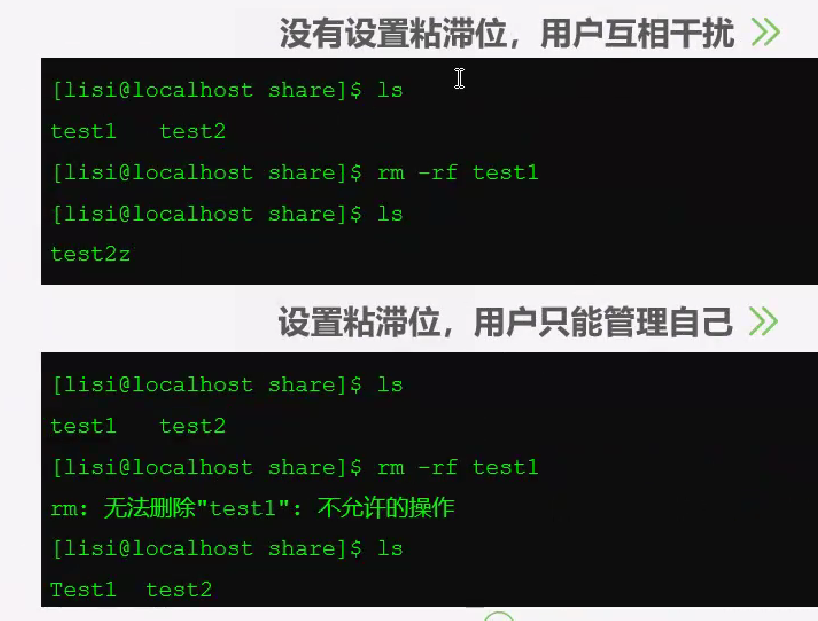 没有设置粘滞位，用户互相干扰
[lisi@localhost share]$ ls
test1 test2
[lisi@localhost share]$ rm -rf test1
[lisi@localhost share]$ ls
test2z
设置粘滞位，用户只能管理自己
[lisi@localhost share]$ ls
test1 test2
[lisi@localhost share]$ rm -rf test1
rm: 无法删除"test1": 不允许的操作
[lisi@localhost share]$ ls
Test1 test2